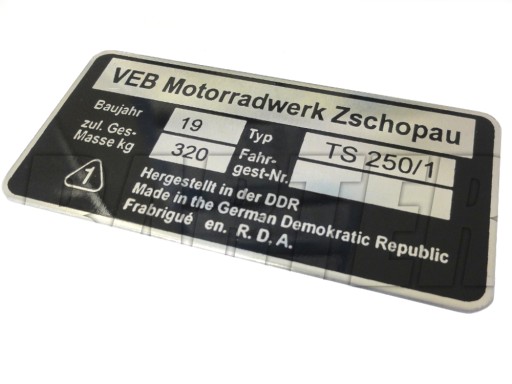 VEB Motorradwerk Zschopau
Baujahr 19 Typ TS 250/1
zul. Ges-
Masse kg 320 Fahr-
gest-Nr.
1
Hergestellt in der DDR
Made in the German Demokratic Republic
Frabrigué en. R. D. A.